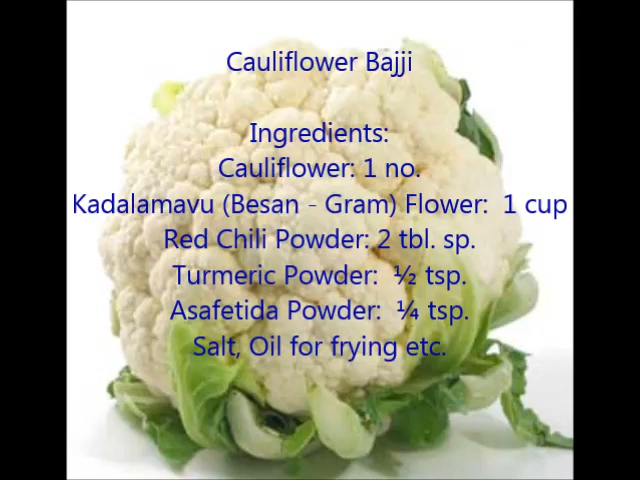 Cauliflower Bajji
Ingredients:
Cauliflower: 1 no.
Kadalamavu (Besan - Gram) Flower:  1 cup
Red Chili Powder: 2 tbl. sp.
Turmeric Powder:  ½ tsp.
Asafetida Powder:  ¼ tsp.
Salt, Oil for frying etc.